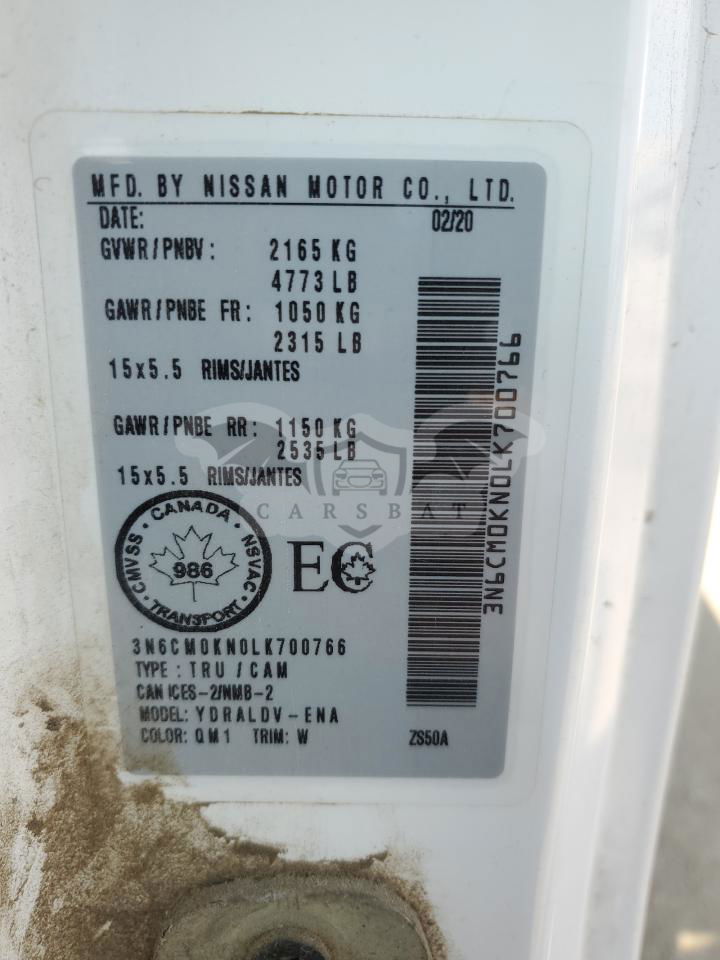 MFD. BY NISSAN MOTOR CO., LTD.
DATE: 02/20
GVWR/PNBV: 2165 KG
4773 LB
GAWR/PNBE FR: 1050 KG
2315 LB
15x5.5 RIMS/JANTES
GAWR/PNBE RR: 1150 KG
2535 LB
15x5.5 RIMS/JANTES
CARSBAT
CANADA
CMVSS
NSVAC
986
TRANSPORT
EC
3N6CM0KN0LK700766
3N6CM0KN0LK700766
TYPE: TRU/CAM
CAN ICES-2/NMB-2
MODEL: YDRALDV-ENA
COLOR: QM1 TRIM: W ZS50A